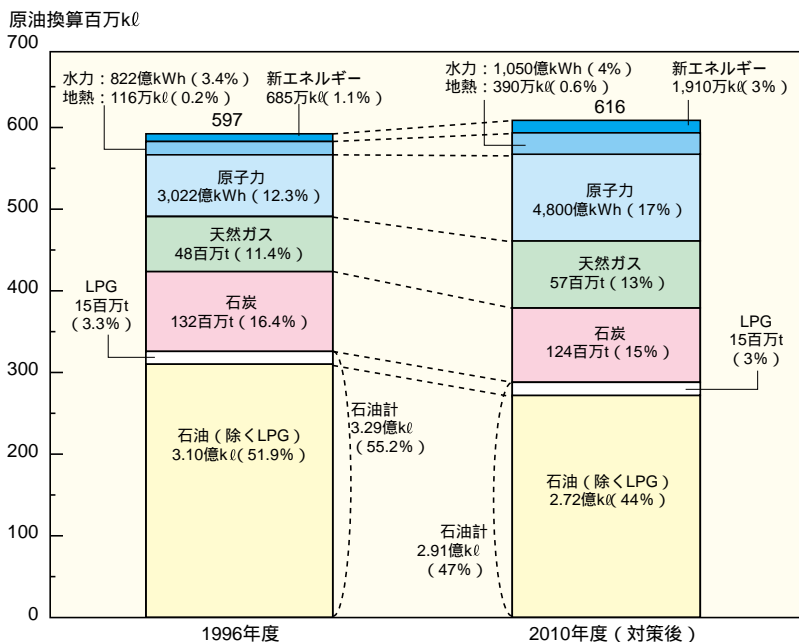 原油換算百万kℓ
700
600
500
400
300
200
100
0
水力：822億kWh（3.4%）
地熱：116万kℓ（0.2%）
新エネルギー
685万kℓ（1.1%）
597
原子力
3,022億kWh（12.3%）
天然ガス
48百万t（11.4%）
石炭
132百万t（16.4%）
LPG
15百万t
（3.3%）
石油（除くLPG）
3.10億kℓ（51.9%）
石油計
3.29億kℓ
（55.2%）
1996年度
水力：1,050億kWh（4%）
地熱：390万kℓ（0.6%）
新エネルギー
1,910万kℓ（3%）
616
原子力
4,800億kWh（17%）
天然ガス
57百万t（13%）
石炭
124百万t（15%）
LPG
15百万t
（3%）
石油（除くLPG）
2.72億kℓ（44%）
石油計
2.91億kℓ
（47%）
2010年度（対策後）